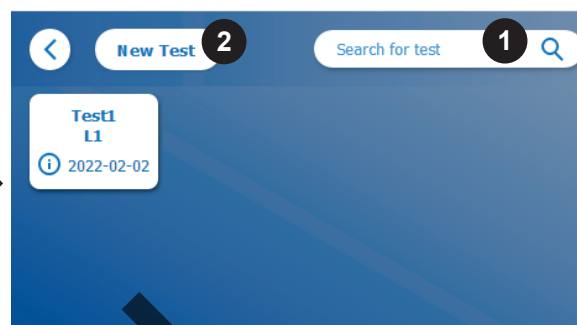 New Test 2
Search for test 1
Test1
L1
2022-02-02